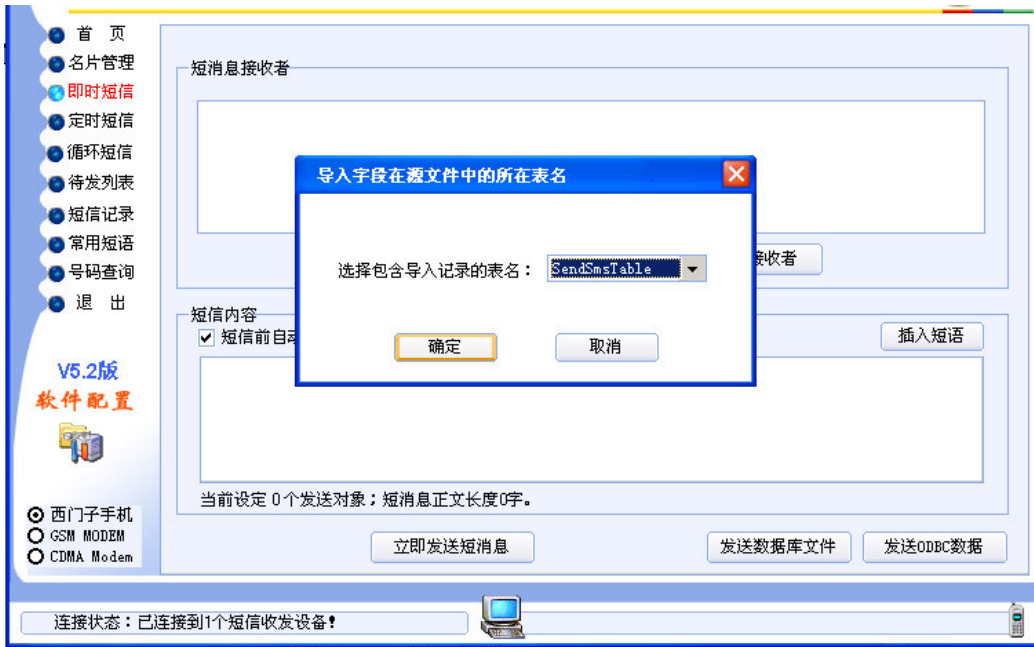 首 页
名片管理
即时短信
定时短信
循环短信
待发列表
短信记录
常用短语
号码查询
退 出
V5.2版
软件配置
西门子手机
GSM MODEM
CDMA Modem
短消息接收者
接收者
导入字段在源文件中的所在表名
选择包含导入记录的表名：
SendSmsTable
确定
取消
短信内容
短信前自动
插入短语
当前设定 0个发送对象；短消息正文长度0字。
立即发送短消息
发送数据库文件
发送ODBC数据
连接状态：已连接到1个短信收发设备！